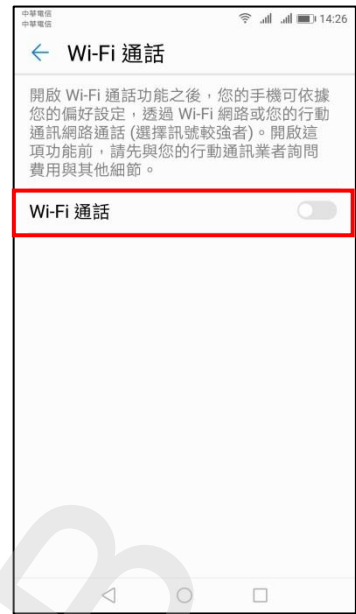 中華電信
中華電信
14:26
← Wi-Fi 通話
開啟 Wi-Fi 通話功能之後，您的手機可依據
您的偏好設定，透過 Wi-Fi 網路或您的行動
通訊網路通話 (選擇訊號較強者)。開啟這
項功能前，請先與您的行動通訊業者詢問
費用與其他細節。
Wi-Fi 通話